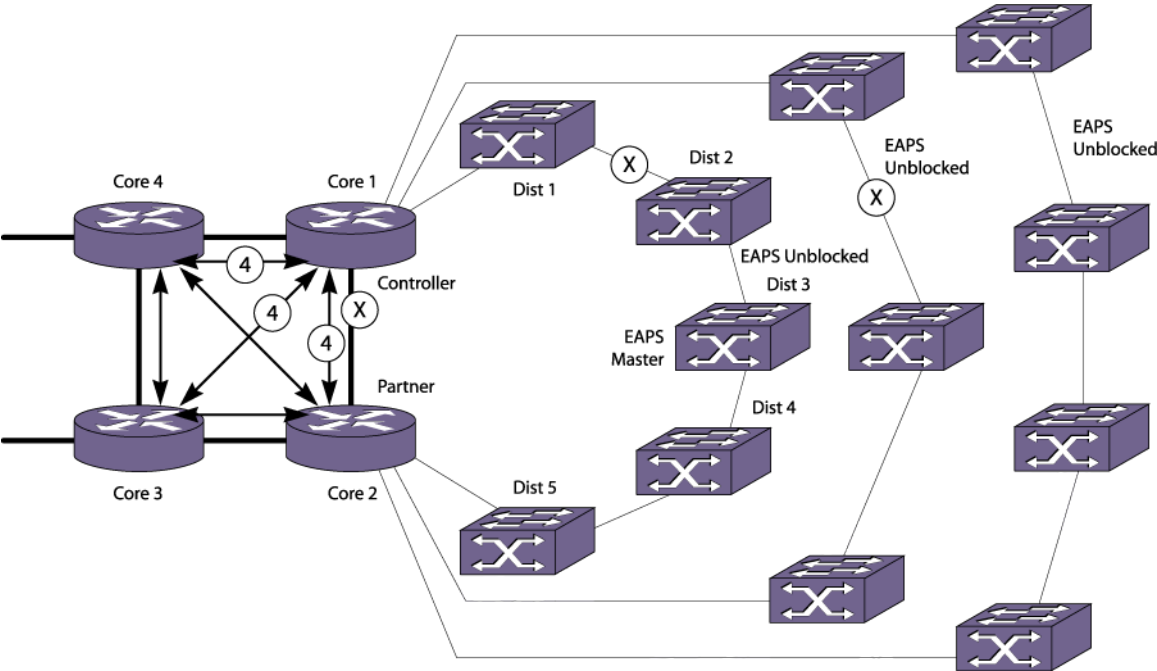 EAPS
Unblocked
EAPS
Unblocked
Dist 2
Core 4
Core 1
Dist 1
X
X
EAPS Unblocked
4
Controller
Dist 3
4
X
4
EAPS
Master
Partner
Dist 4
Core 3
Core 2
Dist 5